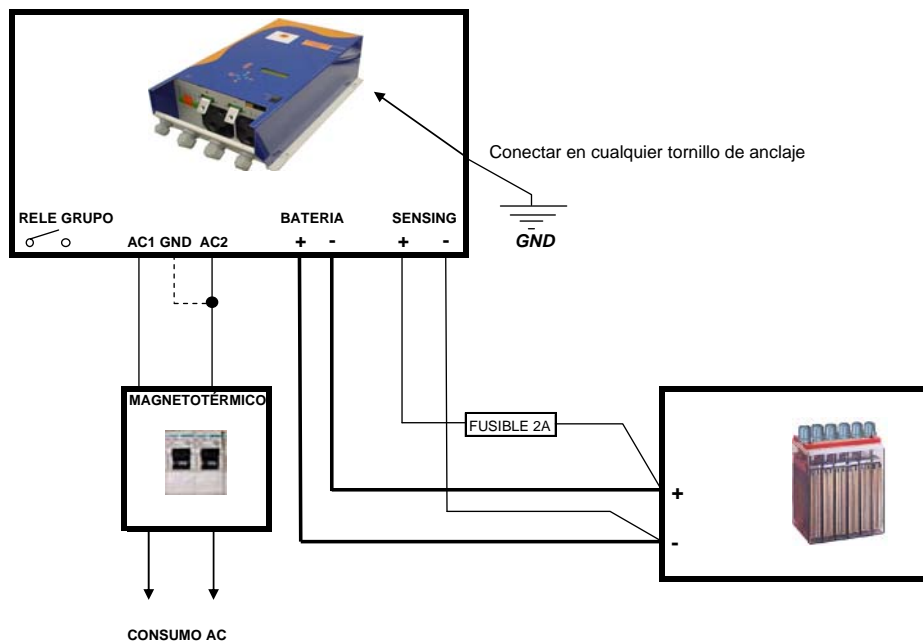 Conectar en cualquier tornillo de anclaje
RELE GRUPO
BATERIA
SENSING
AC1 GND AC2
+ -
+ -
GND
MAGNETOTÉRMICO
FUSIBLE 2A
+
-
CONSUMO AC